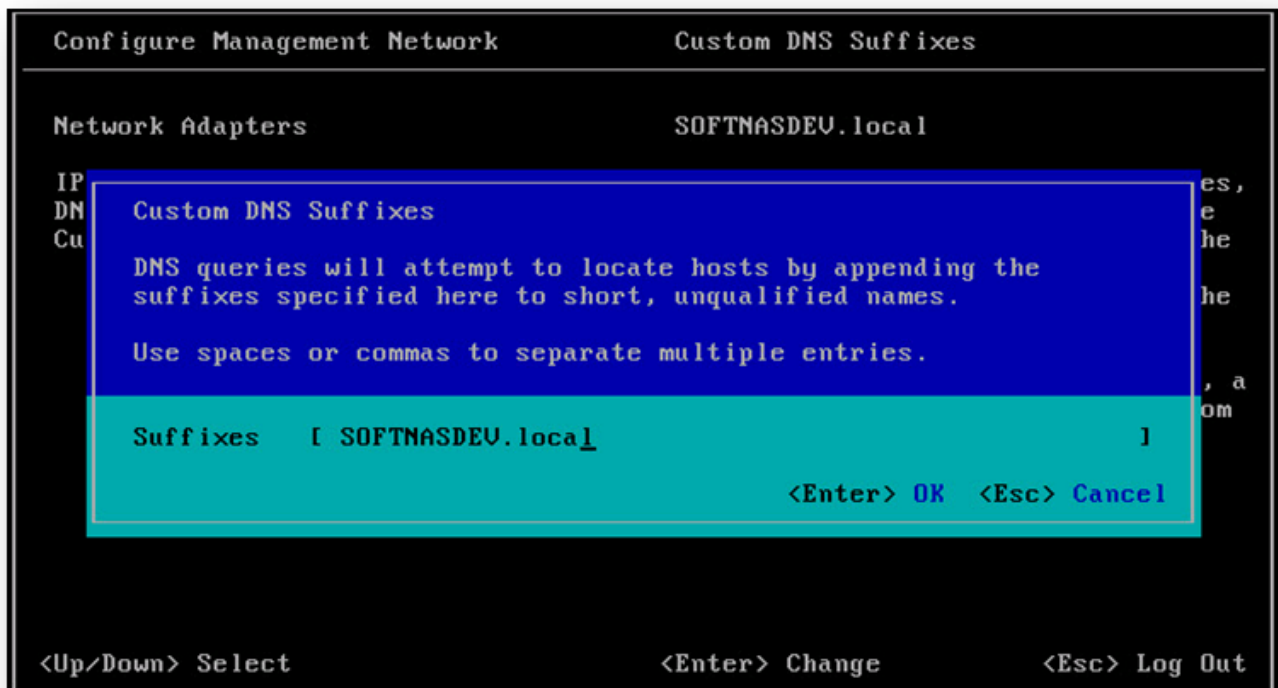 Configure Management Network Custom DNS Suffixes
Network Adapters SOFTNASDEV.local
IP es,
DN Custom DNS Suffixes e
Cu he
DNS queries will attempt to locate hosts by appending the
suffixes specified here to short, unqualified names. he
Use spaces or commas to separate multiple entries.
, a
om
Suffixes [ SOFTNASDEV.local ]
<Enter> OK <Esc> Cancel
<Up/Down> Select <Enter> Change <Esc> Log Out